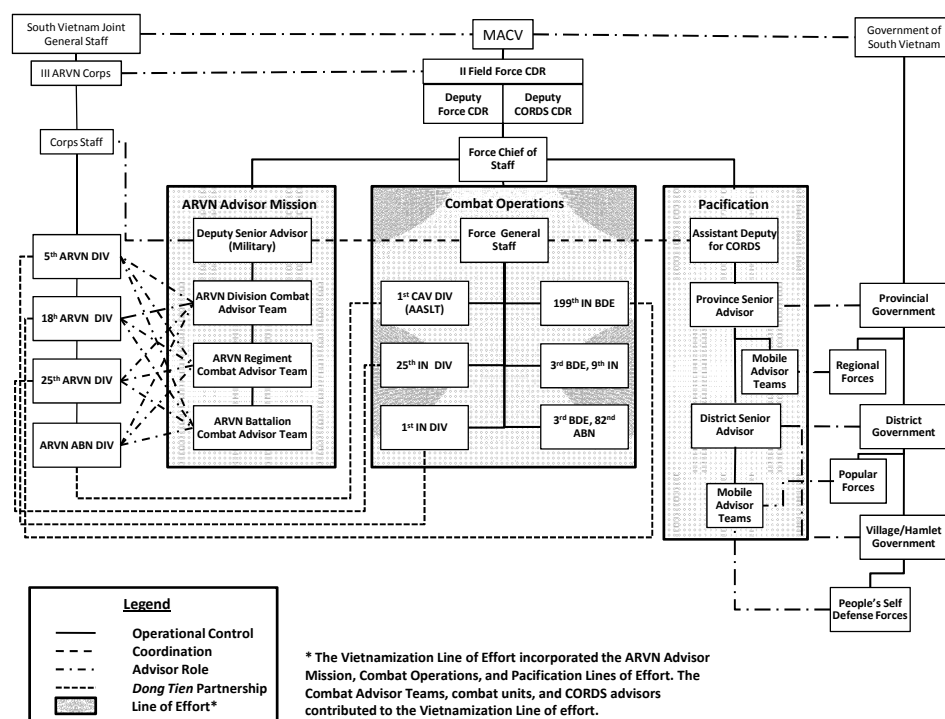 South Vietnam Joint
General Staff
MACV
Government of
South Vietnam
III ARVN Corps
II Field Force CDR
Deputy
Force CDR
Deputy
CORDS CDR
Corps Staff
Force Chief of
Staff
ARVN Advisor Mission
Combat Operations
Pacification
Deputy Senior Advisor
(Military)
Force General
Staff
Assistant Deputy
for CORDS
5th ARVN DIV
ARVN Division Combat
Advisor Team
1st CAV DIV
(AASLT)
199th IN BDE
Province Senior
Advisor
Provincial
Government
18h ARVN DIV
ARVN Regiment
Combat Advisor Team
25th IN DIV
3rd BDE, 9th IN
Mobile
Advisor
Teams
Regional
Forces
25th ARVN DIV
ARVN Battalion
Combat Advisor Team
1st IN DIV
3rd BDE, 82nd
ABN
District Senior
Advisor
District
Government
ARVN ABN DIV
Popular
Forces
Mobile
Advisor
Teams
Village/Hamlet
Government
People's Self
Defense Forces
Legend
Operational Control
Coordination
Advisor Role
Dong Tien Partnership
Line of Effort*
* The Vietnamization Line of Effort incorporated the ARVN Advisor
Mission, Combat Operations, and Pacification Lines of Effort. The
Combat Advisor Teams, combat units, and CORDS advisors
contributed to the Vietnamization Line of effort.